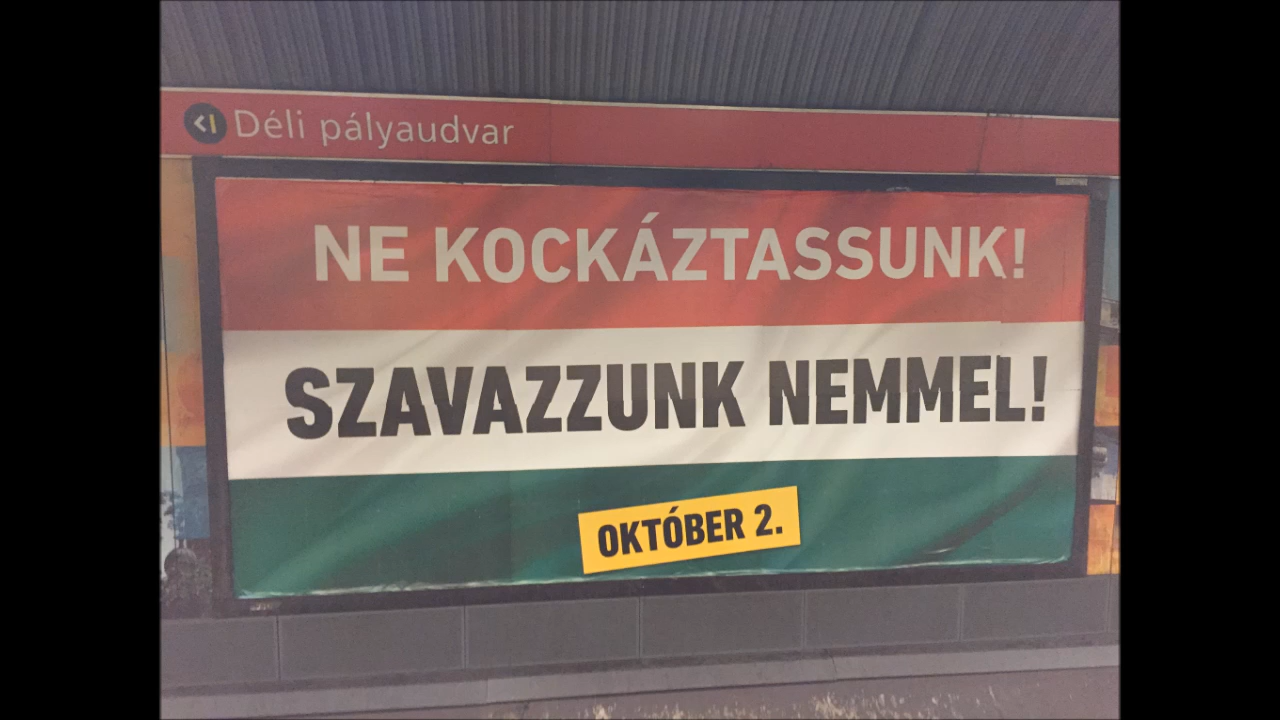 Déli pályaudvar
NE KOCKÁZTASSUNK!
SZAVAZZUNK NEMMEL!
OKTÓBER 2.